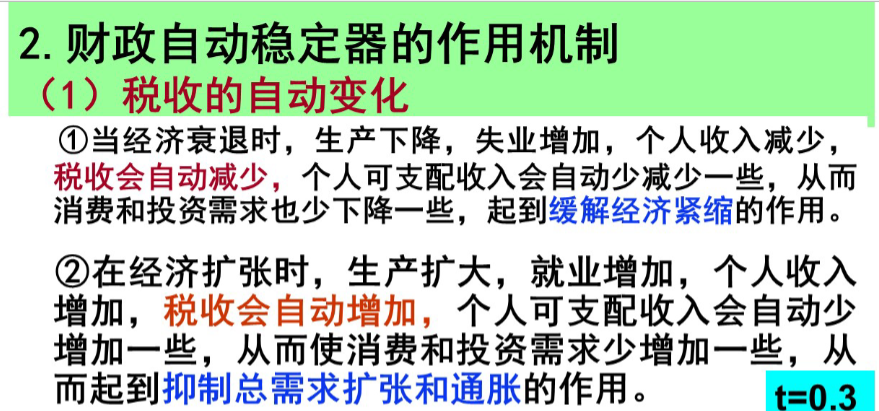 2.财政自动稳定器的作用机制
（1）税收的自动变化
①当经济衰退时，生产下降，失业增加，个人收入减少，
税收会自动减少，个人可支配收入会自动少减少一些，从而
消费和投资需求也少下降一些，起到缓解经济紧缩的作用。
②在经济扩张时，生产扩大，就业增加，个人收入
增加，税收会自动增加，个人可支配收入会自动少
增加一些，从而使消费和投资需求少增加一些，从
而起到抑制总需求扩张和通胀的作用。
t=0.3